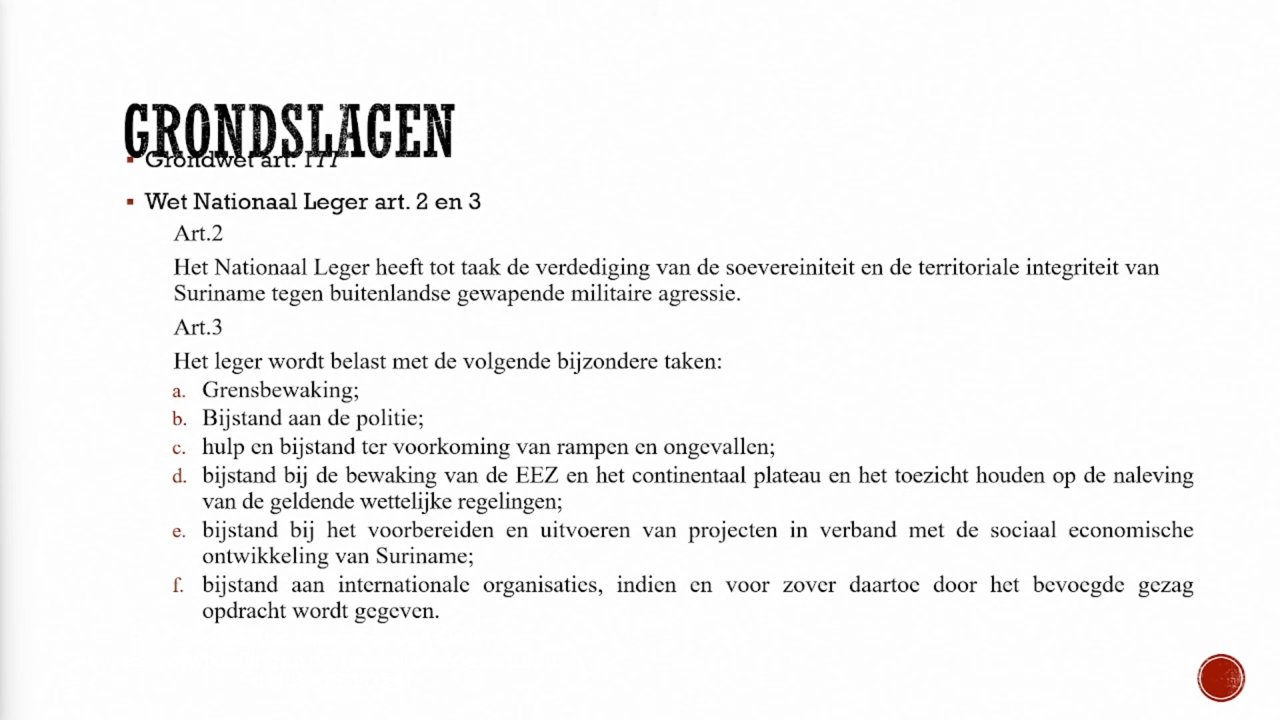 GRONDSLAGEN
Grondwet art. 177
Wet Nationaal Leger art. 2 en 3
Art.2
Het Nationaal Leger heeft tot taak de verdediging van de soevereiniteit en de territoriale integriteit van
Suriname tegen buitenlandse gewapende militaire agressie.
Art.3
Het leger wordt belast met de volgende bijzondere taken:
a. Grensbewaking;
b. Bijstand aan de politie;
c. hulp en bijstand ter voorkoming van rampen en ongevallen;
d. bijstand bij de bewaking van de EEZ en het continentaal plateau en het toezicht houden op de naleving
van de geldende wettelijke regelingen;
e. bijstand bij het voorbereiden en uitvoeren van projecten in verband met de sociaal economische
ontwikkeling van Suriname;
f. bijstand aan internationale organisaties, indien en voor zover daartoe door het bevoegde gezag
opdracht wordt gegeven.